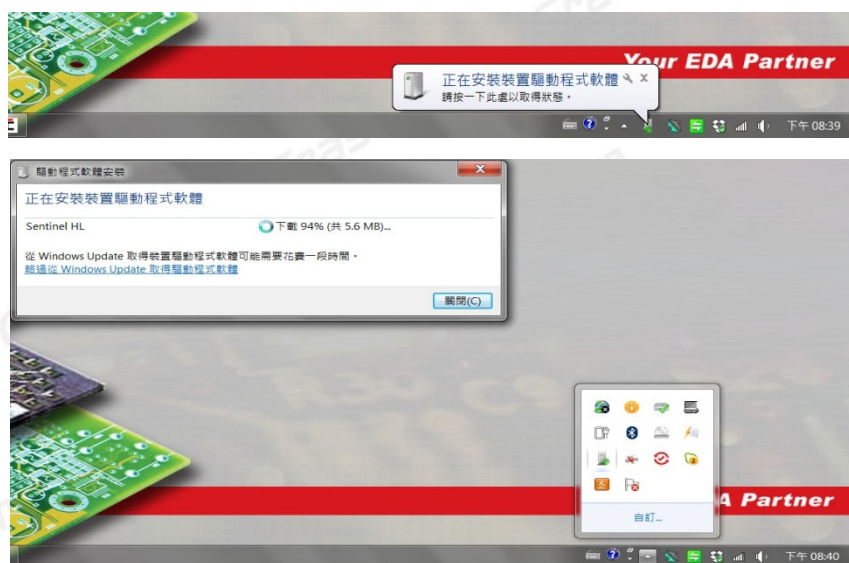 Your EDA Partner
正在安裝裝置驅動程式軟體
請按一下此處以取得狀態。
下午 08:39
驅動程式軟體安裝
正在安裝裝置驅動程式軟體
Sentinel HL
下載 94% (共 5.6 MB)...
從 Windows Update 取得裝置驅動程式軟體可能需要花費一段時間。
略過從 Windows Update 取得驅動程式軟體
關閉(C)
A Partner
自訂...
下午 08:40